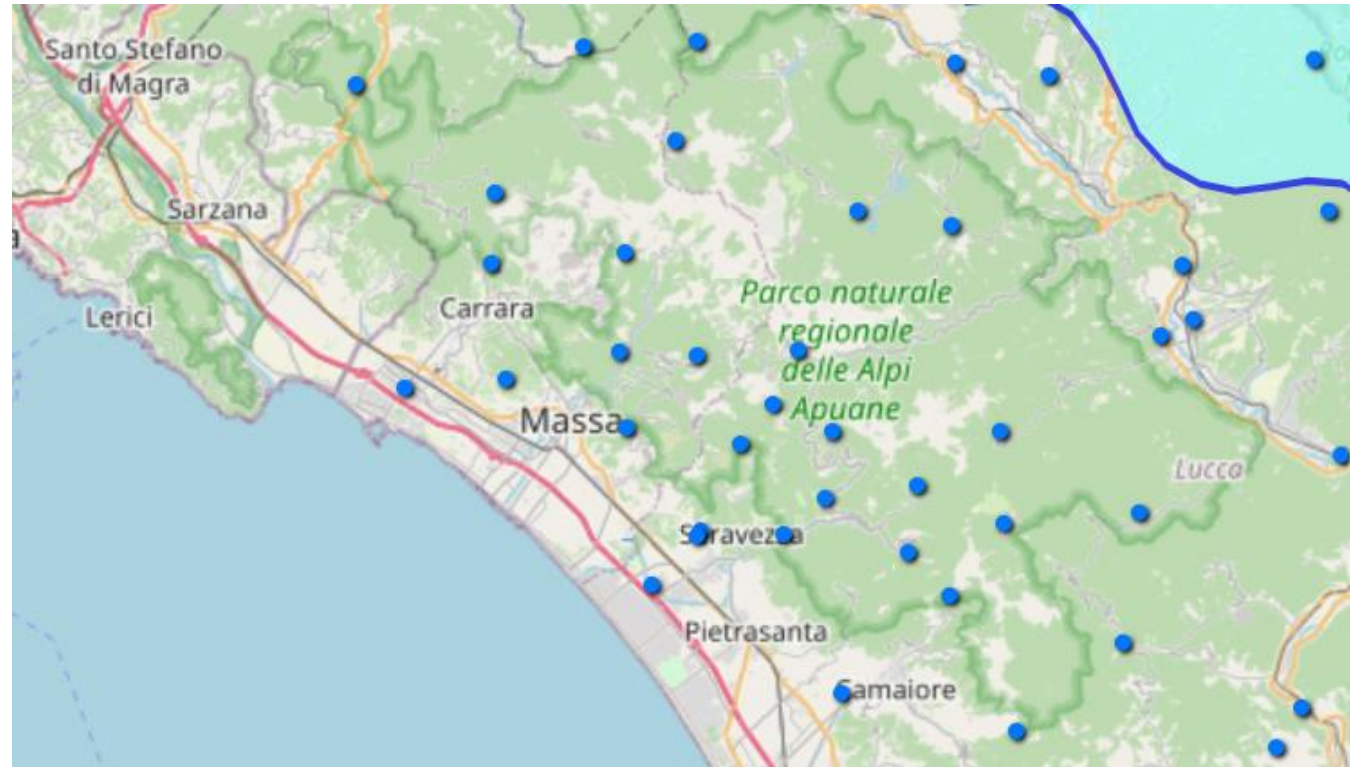 Santo Stefano
di Magra
Sarzana
a
Lerici
Carrara
Parco naturale
regionale
delle Alpi
Apuane
Massa
Lucca
Seravezza
Pietrasanta
Camaiore